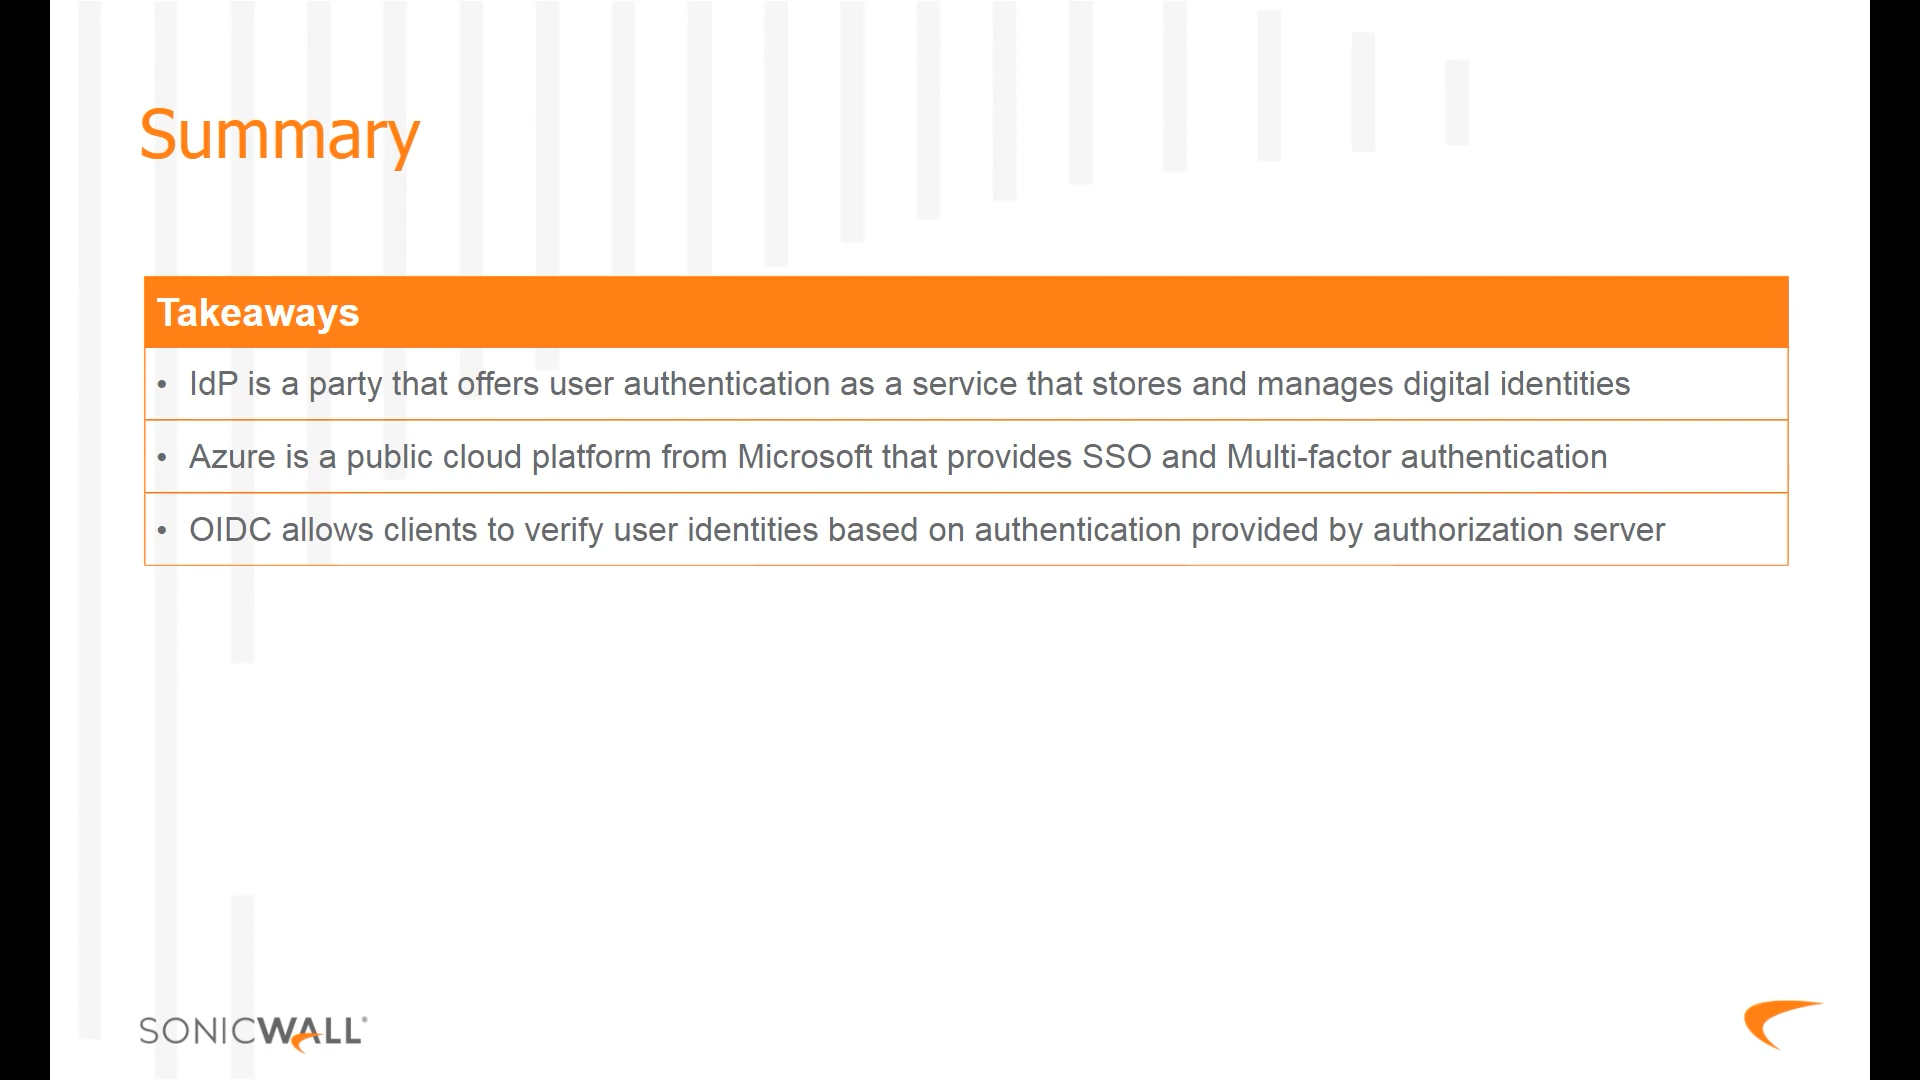 Summary
Takeaways
• IdP is a party that offers user authentication as a service that stores and manages digital identities
• Azure is a public cloud platform from Microsoft that provides SSO and Multi-factor authentication
• OIDC allows clients to verify user identities based on authentication provided by authorization server
SONICWALL®